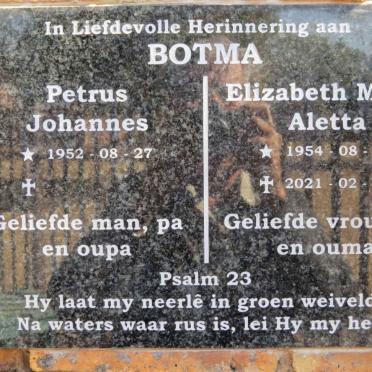 In Liefdevolle Herinnering aan
BOTMA
Petrus
Johannes
1952 - 08 - 27
Geliefde man, pa
en oupa
Elizabeth M
Aletta
1954 - 08 -
2021 - 02 -
Geliefde vrou
en ouma
Psalm 23
Hy laat my neerlê in groen weiveld
Na waters waar rus is, lei Hy my he